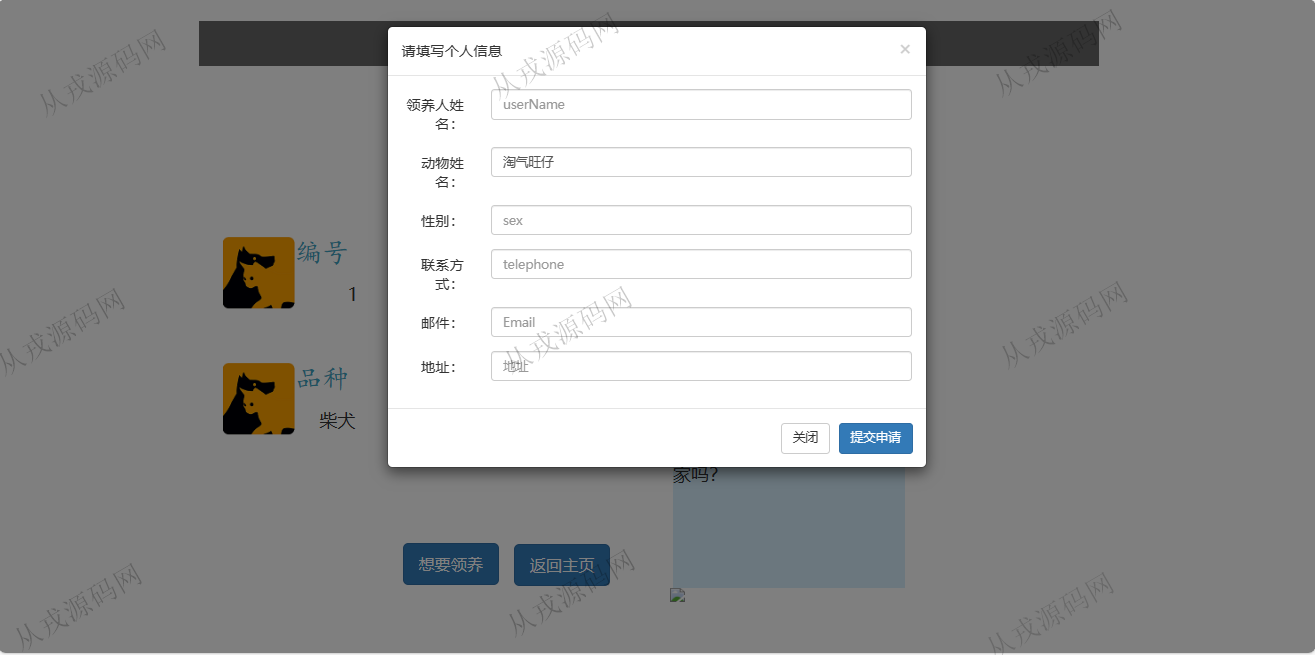 请填写个人信息
×
领养人姓
名：
userName
动物姓
名：
淘气旺仔
性别：
sex
联系方
式：
telephone
邮件：
Email
地址：
地址
关闭
提交申请
编号
1
品种
柴犬
家吗?
想要领养
返回主页
从戎源码网
从戎源码网
从戎源码网
从戎源码网
从戎源码网
从戎源码网
从戎源码网
从戎源码网
从戎源码网